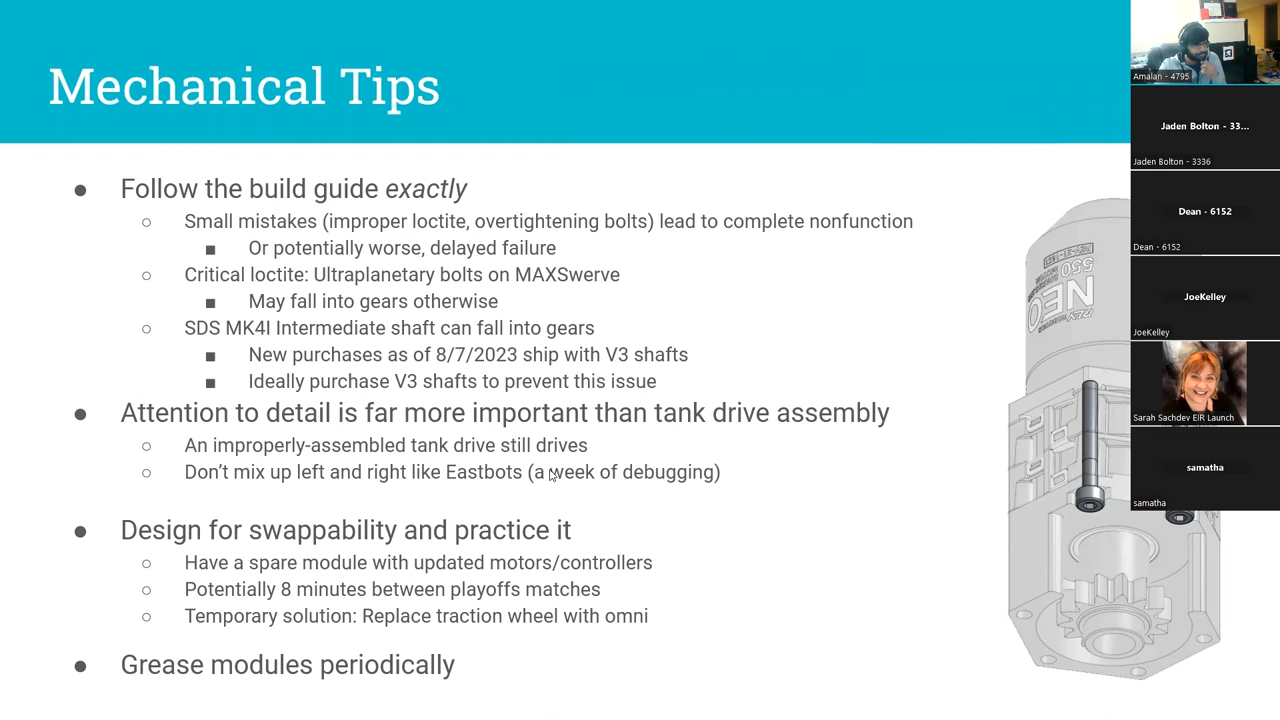 Mechanical Tips
● Follow the build guide exactly
○ Small mistakes (improper loctite, overtightening bolts) lead to complete nonfunction
■ Or potentially worse, delayed failure
○ Critical loctite: Ultraplanetary bolts on MAXSwerve
■ May fall into gears otherwise
○ SDS MK4I Intermediate shaft can fall into gears
■ New purchases as of 8/7/2023 ship with V3 shafts
■ Ideally purchase V3 shafts to prevent this issue
● Attention to detail is far more important than tank drive assembly
○ An improperly-assembled tank drive still drives
○ Don’t mix up left and right like Eastbots (a week of debugging)
● Design for swappability and practice it
○ Have a spare module with updated motors/controllers
○ Potentially 8 minutes between playoffs matches
○ Temporary solution: Replace traction wheel with omni
● Grease modules periodically
NEO
550
Amalan - 4795
Jaden Bolton - 33...
Jaden Bolton - 3336
Dean - 6152
Dean - 6152
JoeKelley
JoeKelley
Sarah Sachdev EIR Launch
samatha
samatha